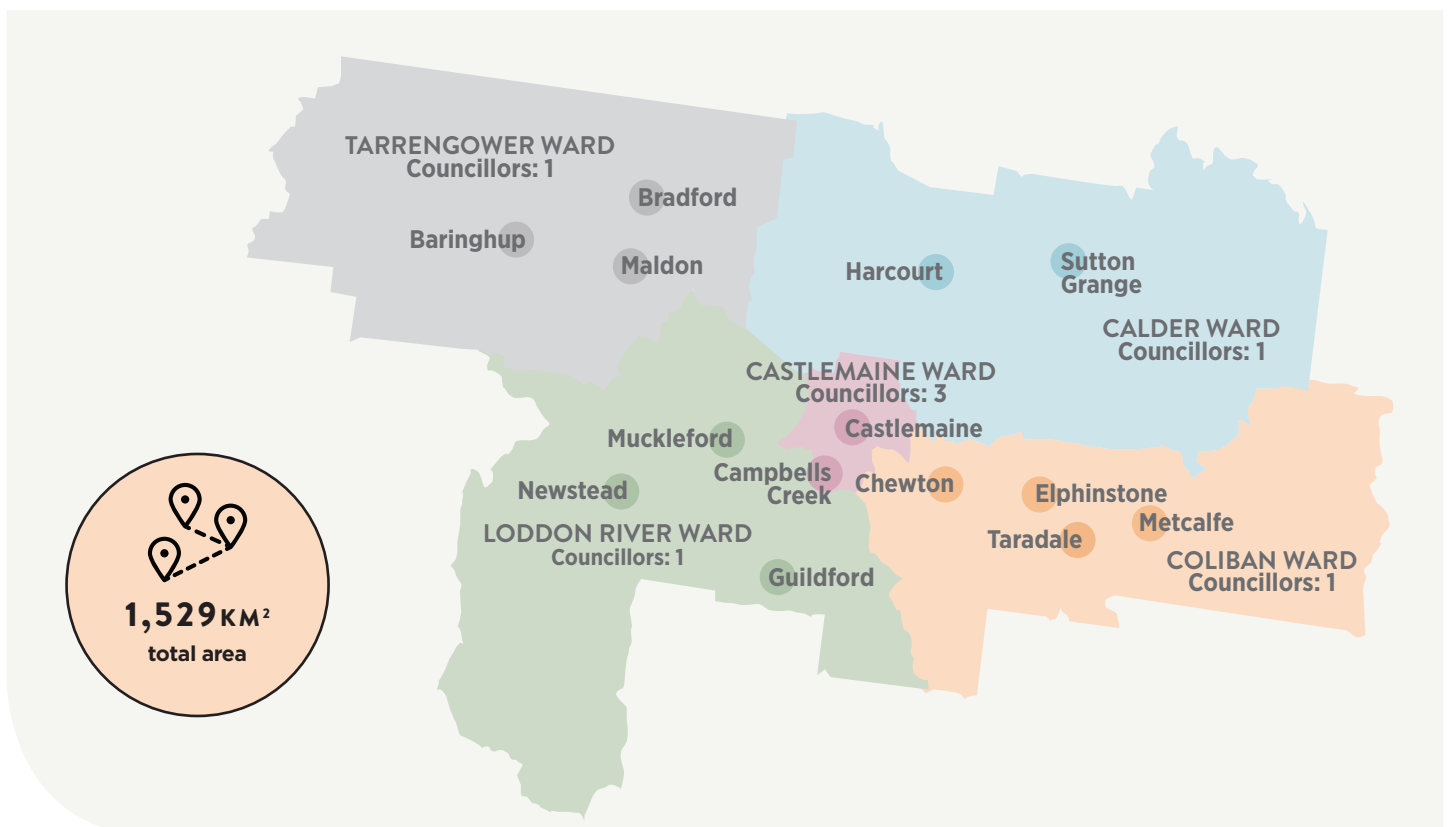 TARRENGOWER WARD
Councillors: 1
Bradford
Baringhup
Maldon
Harcourt
Sutton
Grange
CALDER WARD
Councillors: 1
CASTLEMAINE WARD
Councillors: 3
Castlemaine
Campbells
Creek
Muckleford
Newstead
LODDON RIVER WARD
Councillors: 1
Guildford
Chewton
Elphinstone
Metcalfe
Taradale
COLIBAN WARD
Councillors: 1
1,529 KM²
total area